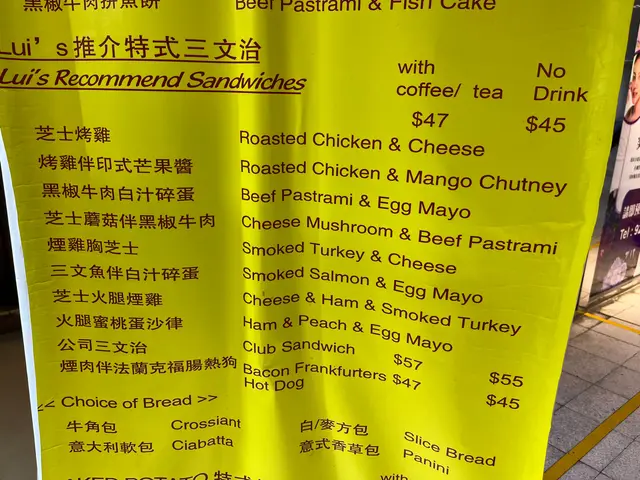 黑椒牛肉拼魚餅 Beef Pastrami & Fish Cake
Lui's推介特式三文治
Lui's Recommend Sandwiches
with coffee/ tea No Drink
$47 $45
芝士烤雞 Roasted Chicken & Cheese
烤雞伴印式芒果醬 Roasted Chicken & Mango Chutney
黑椒牛肉白汁碎蛋 Beef Pastrami & Egg Mayo
芝士蘑菇伴黑椒牛肉 Cheese Mushroom & Beef Pastrami
煙雞胸芝士 Smoked Turkey & Cheese
三文魚伴白汁碎蛋 Smoked Salmon & Egg Mayo
芝士火腿煙雞 Cheese & Ham & Smoked Turkey
火腿蜜桃蛋沙律 Ham & Peach & Egg Mayo
公司三文治 Club Sandwich $57 $55
煙肉伴法蘭克福腸熱狗 Bacon Frankfurters Hot Dog $47 $45
<< Choice of Bread >>
牛角包 Crossiant 白/麥方包 Slice Bread
意大利軟包 Ciabatta 意式香草包 Panini
POTATO 特式 with
Tel : 9